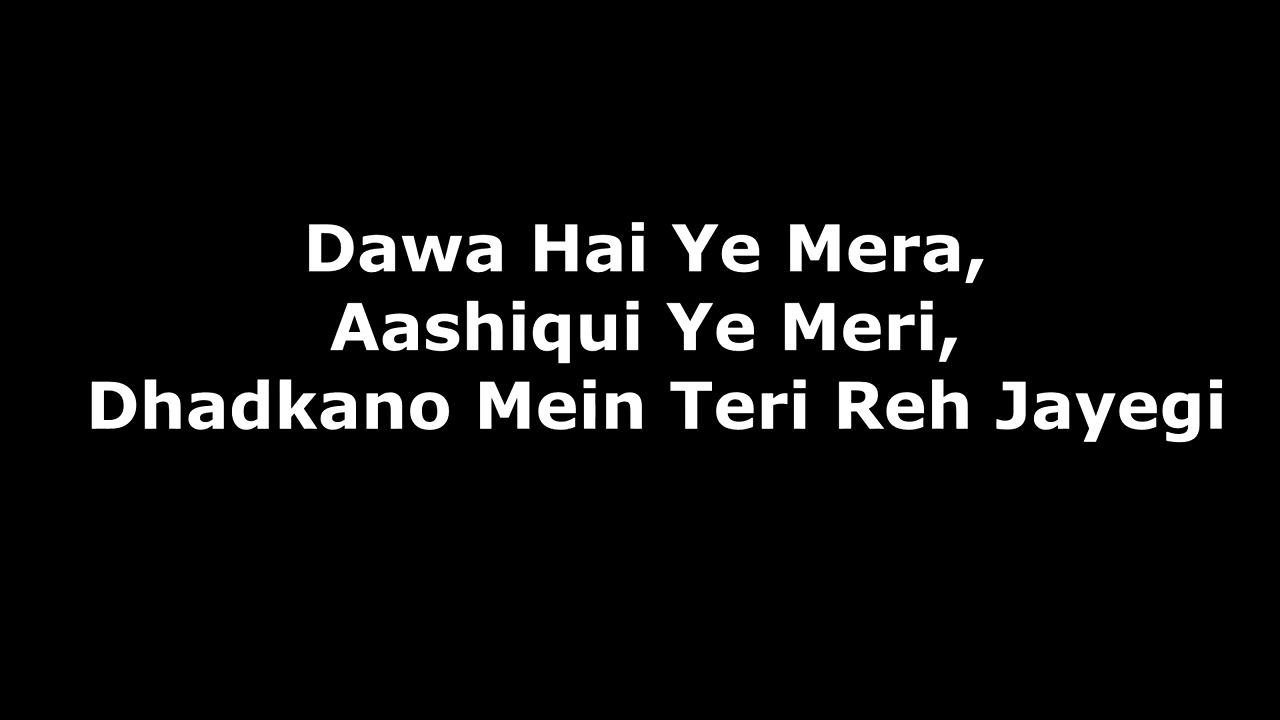 Dawa Hai Ye Mera,
Aashiqui Ye Meri,
Dhadkano Mein Teri Reh Jayegi